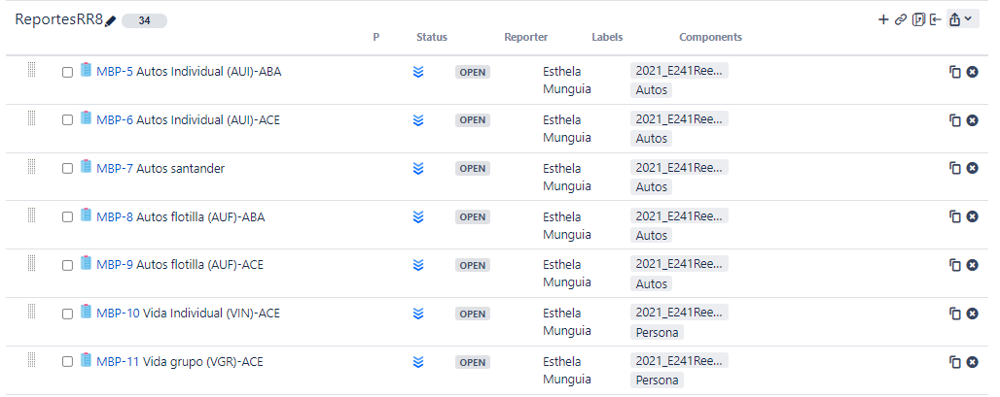 ReportesRR8 34
P Status Reporter Labels Components
MBP-5 Autos Individual (AUI)-ABA OPEN Esthela Munguia 2021_E241Ree... Autos
MBP-6 Autos Individual (AUI)-ACE OPEN Esthela Munguia 2021_E241Ree... Autos
MBP-7 Autos santander OPEN Esthela Munguia 2021_E241Ree... Autos
MBP-8 Autos flotilla (AUF)-ABA OPEN Esthela Munguia 2021_E241Ree... Autos
MBP-9 Autos flotilla (AUF)-ACE OPEN Esthela Munguia 2021_E241Ree... Autos
MBP-10 Vida Individual (VIN)-ACE OPEN Esthela Munguia 2021_E241Ree... Persona
MBP-11 Vida grupo (VGR)-ACE OPEN Esthela Munguia 2021_E241Ree... Persona